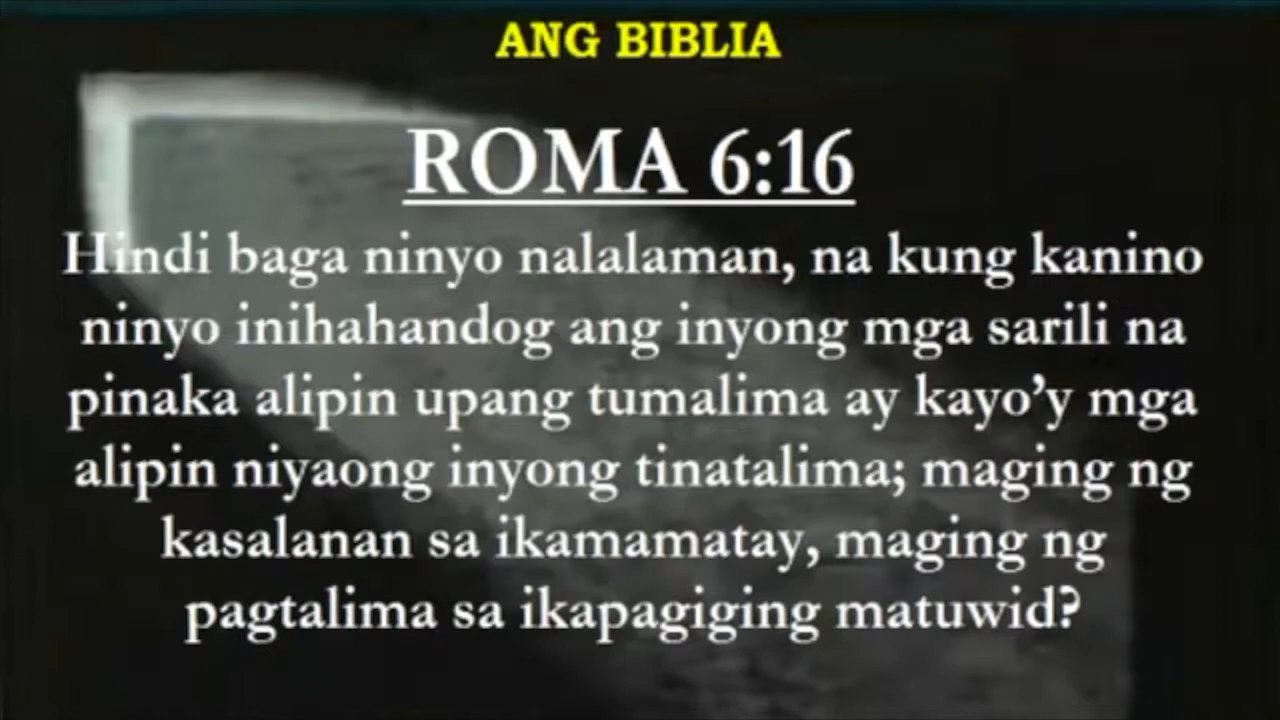 ANG BIBLIA
ROMA 6:16
Hindi baga ninyo nalalaman, na kung kanino
ninyo inihahandog ang inyong mga sarili na
pinaka alipin upang tumalima ay kayo’y mga
alipin niyaong inyong tinatalima; maging ng
kasalanan sa ikamamatay, maging ng
pagtalima sa ikapagiging matuwid?